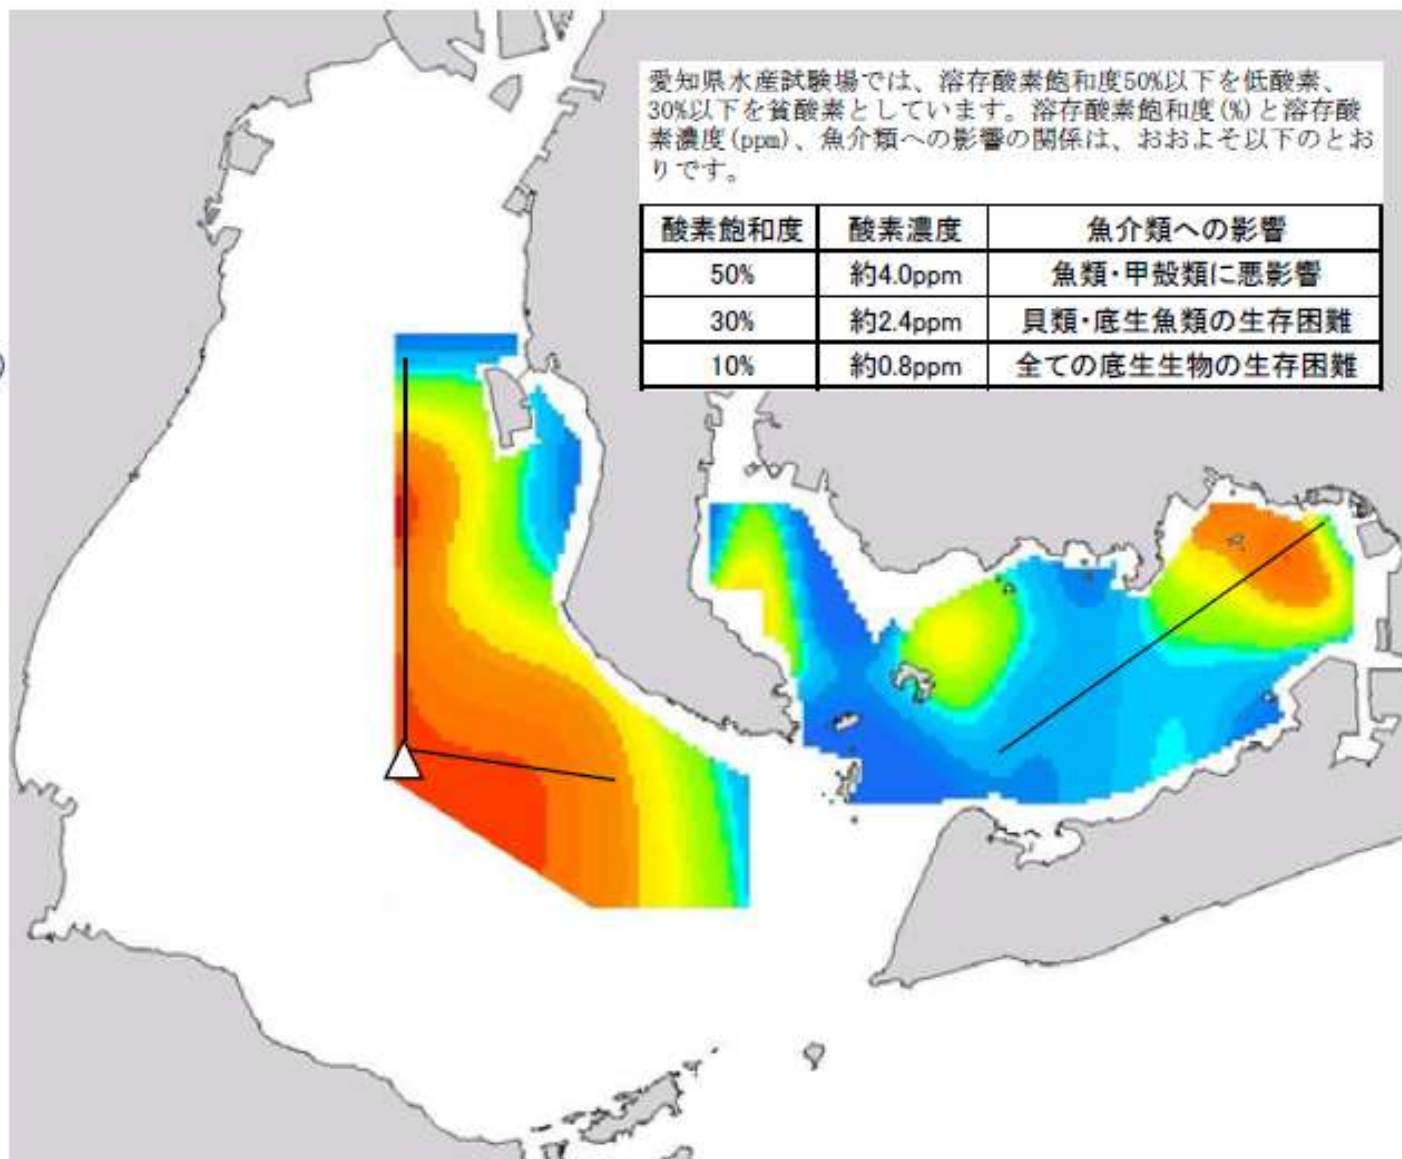 愛知県水産試験場では、溶存酸素飽和度50%以下を低酸素、
30%以下を貧酸素としています。溶存酸素飽和度(%)と溶存酸
素濃度(ppm)、魚介類への影響の関係は、おおよそ以下のとお
りです。
酸素飽和度 酸素濃度 魚介類への影響
50% 約4.0ppm 魚類・甲殻類に悪影響
30% 約2.4ppm 貝類・底生魚類の生存困難
10% 約0.8ppm 全ての底生生物の生存困難